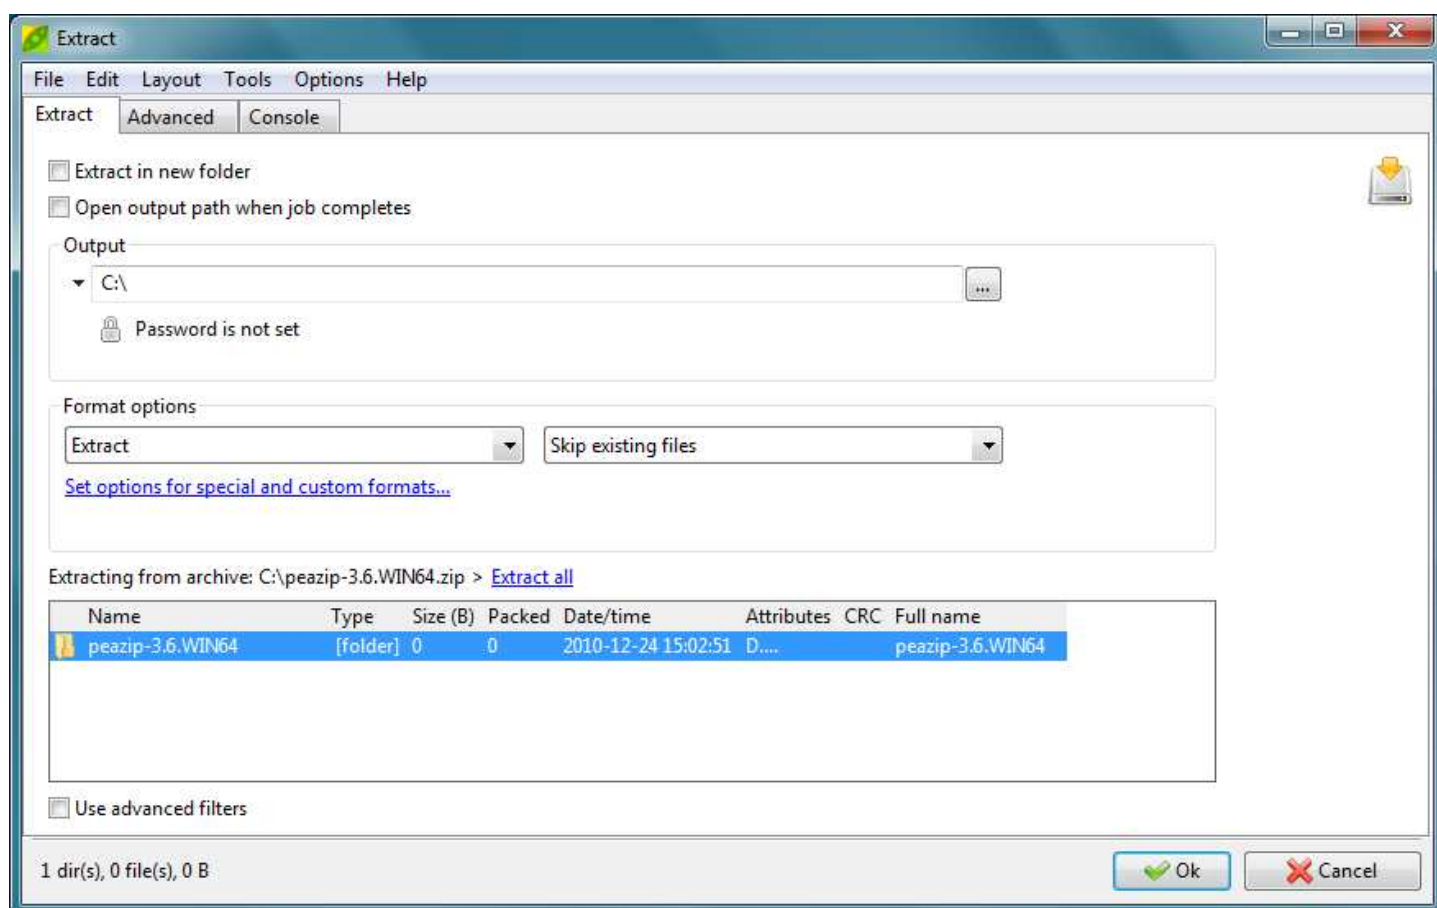 Extract
File Edit Layout Tools Options Help
Extract Advanced Console
Extract in new folder
Open output path when job completes
Output
C:\
...
Password is not set
Format options
Extract Skip existing files
Set options for special and custom formats...
Extracting from archive: C:\peazip-3.6.WIN64.zip > Extract all
Name Type Size (B) Packed Date/time Attributes CRC Full name
peazip-3.6.WIN64 [folder] 0 0 2010-12-24 15:02:51 D.... peazip-3.6.WIN64
Use advanced filters
1 dir(s), 0 file(s), 0 B Ok Cancel